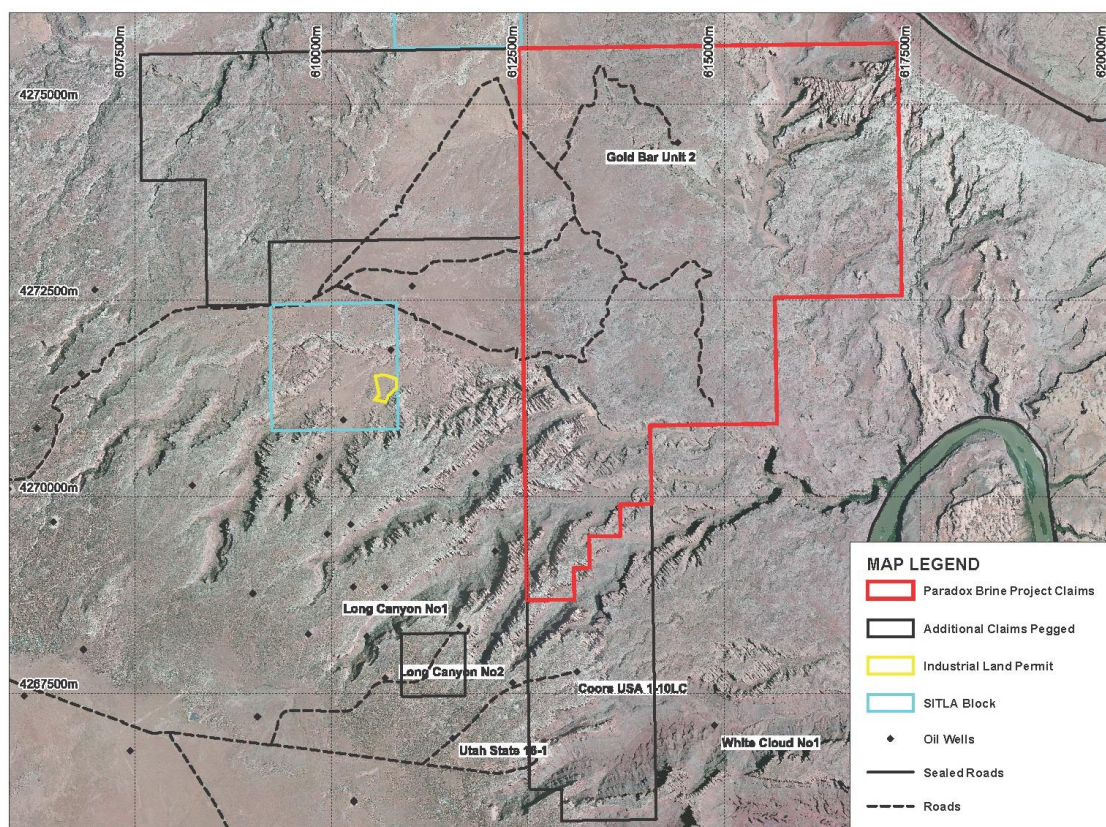 607500m
610000m
612500m
615000m
617500m
620000m
4275000m
Gold Bar Unit 2
4272500m
4270000m
Long Canyon No1
Long Canyon No2
4267500m
Coors USA 1-10LC
Utah State 16-1
White Cloud No1
MAP LEGEND
Paradox Brine Project Claims
Additional Claims Pegged
Industrial Land Permit
SITLA Block
Oil Wells
Sealed Roads
Roads